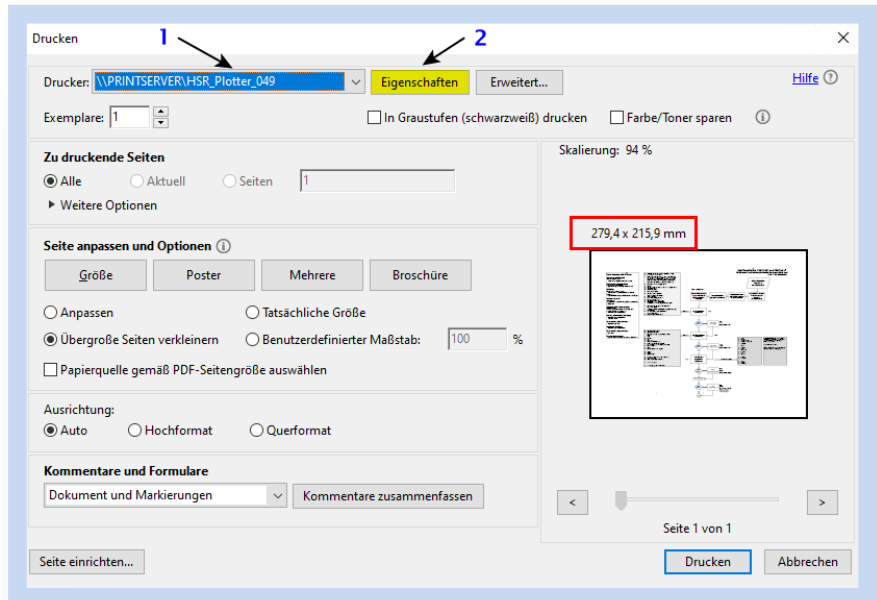 1 2
Drucken
Drucker: \\PRINTSERVER\HSR_Plotter_049 Eigenschaften Erweitert... Hilfe
Exemplare: 1 In Graustufen (schwarzweiß) drucken Farbe/Toner sparen
Zu druckende Seiten
Alle Aktuell Seiten 1
Weitere Optionen
Seite anpassen und Optionen
Größe Poster Mehrere Broschüre
Anpassen Tatsächliche Größe
Übergroße Seiten verkleinern Benutzerdefinierter Maßstab: 100 %
Papierquelle gemäß PDF-Seitengröße auswählen
Ausrichtung:
Auto Hochformat Querformat
Kommentare und Formulare
Dokument und Markierungen Kommentare zusammenfassen
Skalierung: 94 %
279,4 x 215,9 mm
< >
Seite 1 von 1
Seite einrichten... Drucken Abbrechen